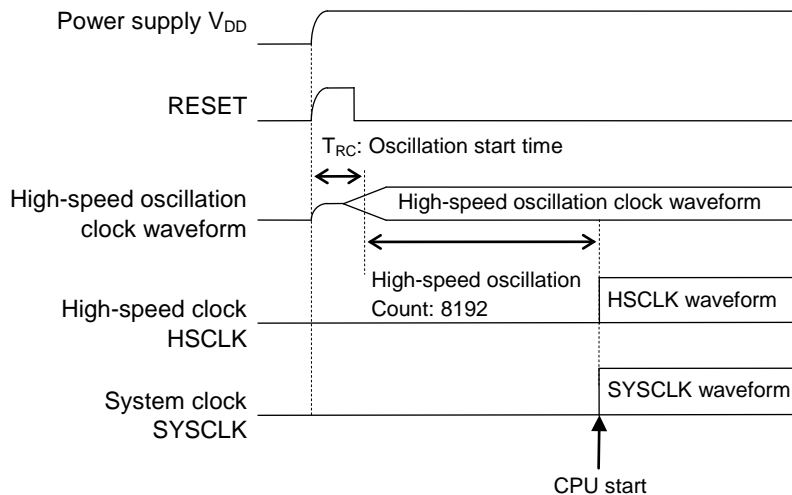 Power supply VDD
RESET
TRC: Oscillation start time
High-speed oscillation
clock waveform
High-speed oscillation clock waveform
High-speed oscillation
Count: 8192
High-speed clock
HSCLK
HSCLK waveform
System clock
SYSCLK
SYSCLK waveform
CPU start